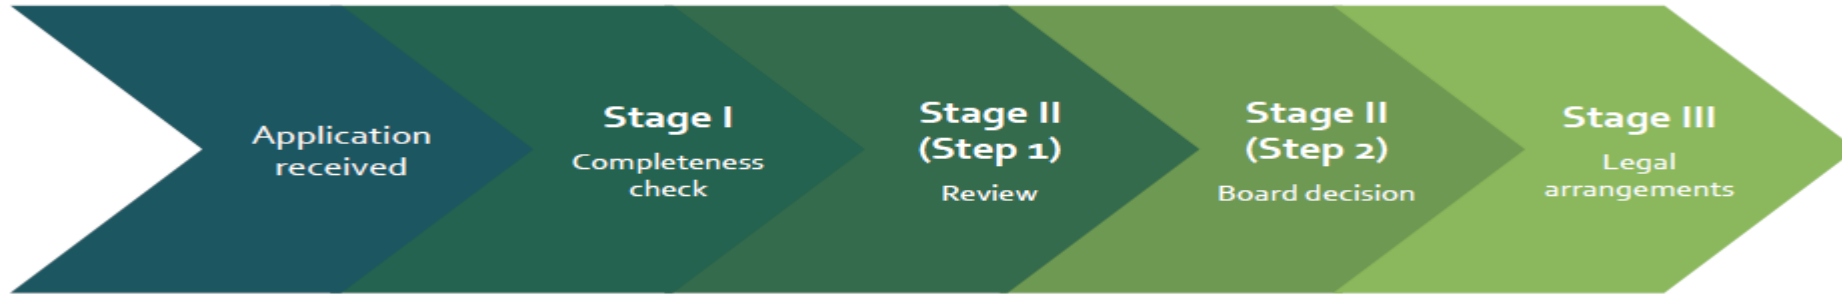 Application
received
Stage I
Completeness
check
Stage II
(Step 1)
Review
Stage II
(Step 2)
Board decision
Stage III
Legal
arrangements